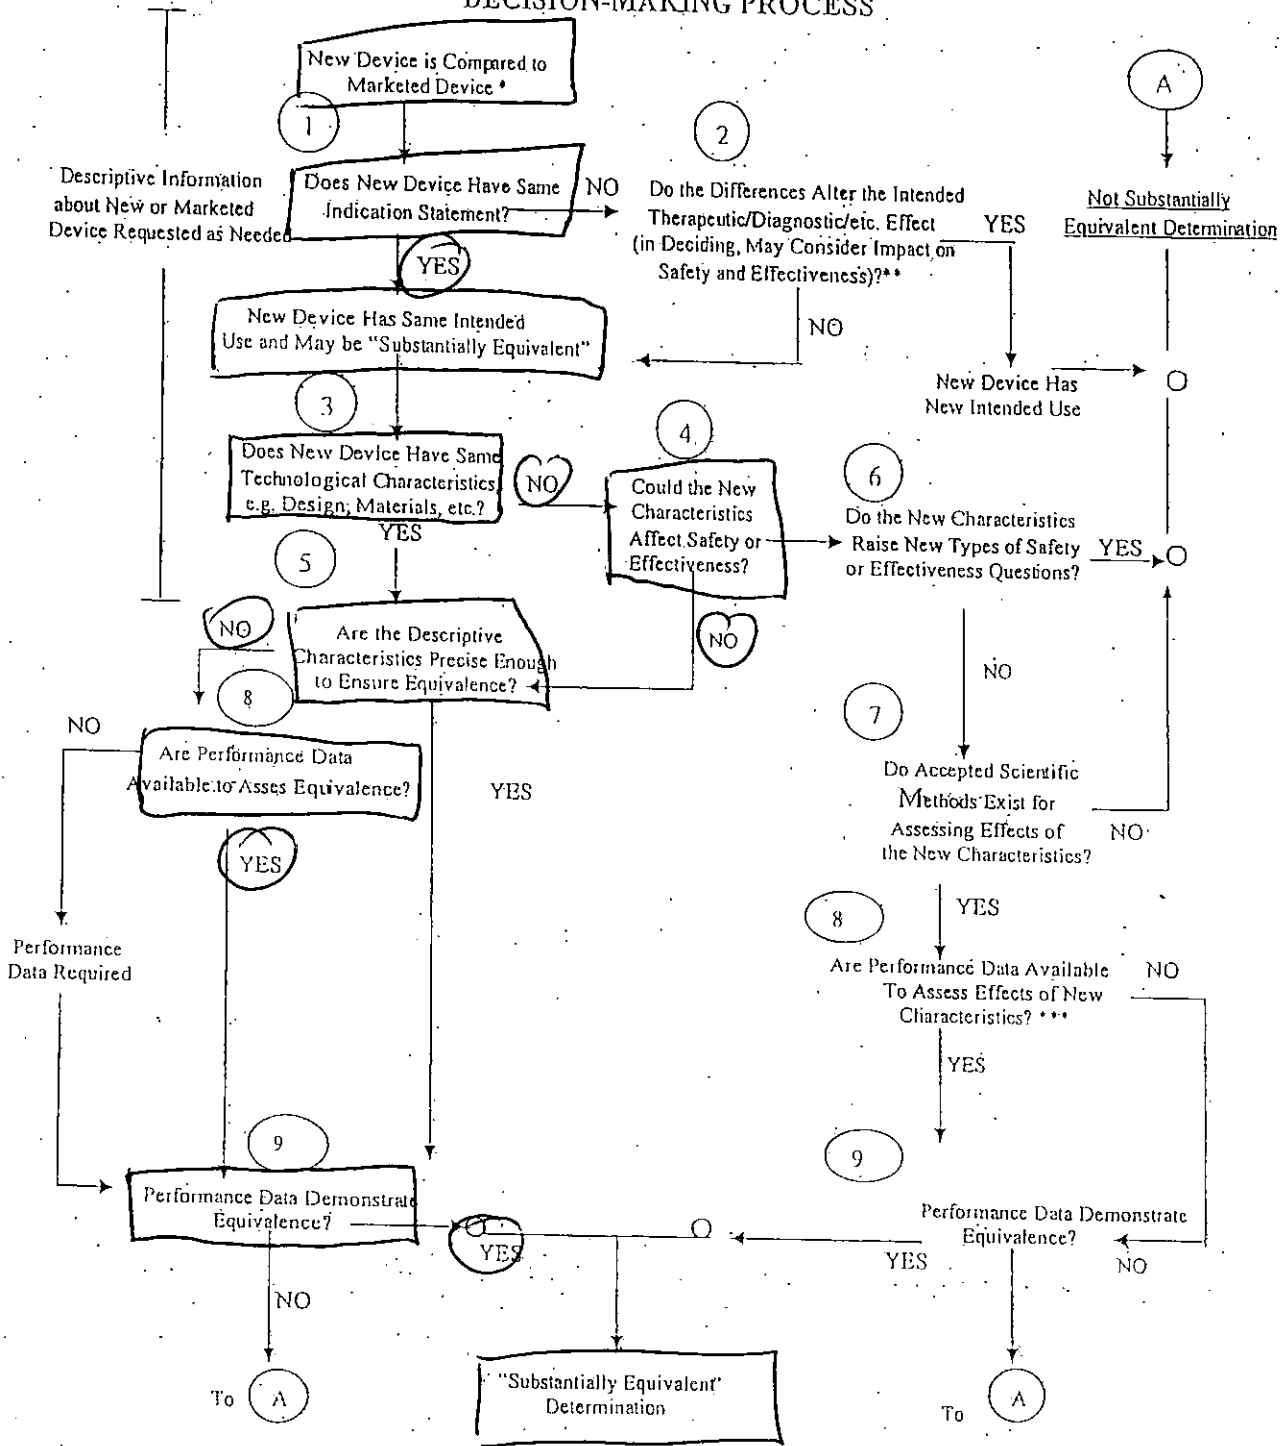 DECISION-MAKING PROCESS
New Device is Compared to
Marketed Device *
A
1
2
Descriptive Information
about New or Marketed
Device Requested as Needed
Does New Device Have Same
Indication Statement?
NO
Do the Differences Alter the Intended
Therapeutic/Diagnostic/etc. Effect
(in Deciding, May Consider Impact on
Safety and Effectiveness)?**
YES
Not Substantially
Equivalent Determination
YES
NO
New Device Has Same Intended
Use and May be "Substantially Equivalent"
New Device Has
New Intended Use
3
4
Does New Device Have Same
Technological Characteristics,
e.g. Design, Materials, etc.?
NO
Could the New
Characteristics
Affect Safety or
Effectiveness?
6
Do the New Characteristics
Raise New Types of Safety
or Effectiveness Questions?
YES
YES
5
NO
Are the Descriptive
Characteristics Precise Enough
to Ensure Equivalence?
NO
NO
8
7
NO
Are Performance Data
Available to Asses Equivalence?
YES
Do Accepted Scientific
Methods Exist for
Assessing Effects of
the New Characteristics?
NO
YES
YES
8
Performance
Data Required
Are Performance Data Available
To Assess Effects of New
Characteristics? ***
NO
YES
9
9
Performance Data Demonstrate
Equivalence?
YES
Performance Data Demonstrate
Equivalence?
YES
NO
NO
To A
"Substantially Equivalent"
Determination
To A